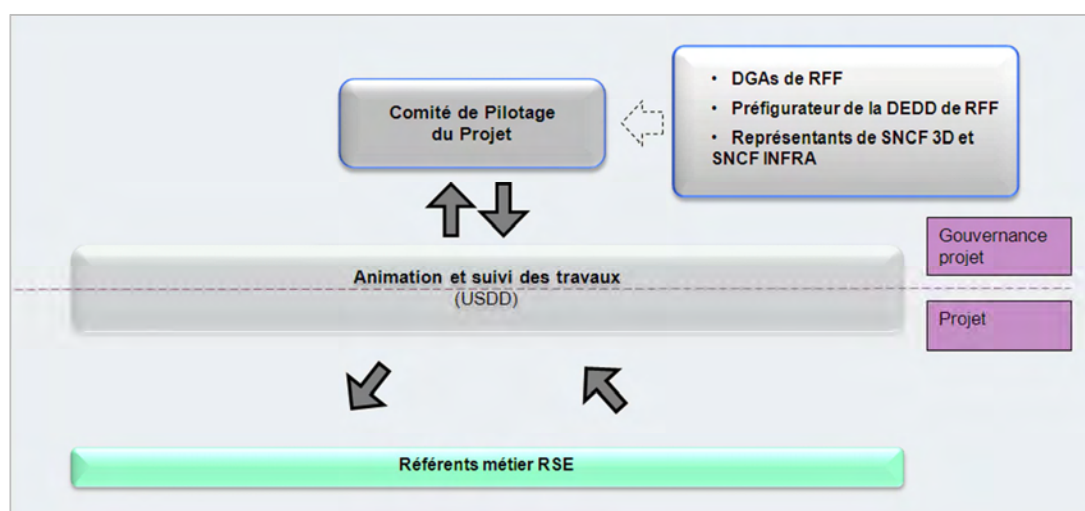 Comité de Pilotage
du Projet
• DGAs de RFF
• Préfigurateur de la DEDD de RFF
• Représentants de SNCF 3D et
SNCF INFRA
Gouvernance
projet
Animation et suivi des travaux
(USDD)
Projet
Référents métier RSE